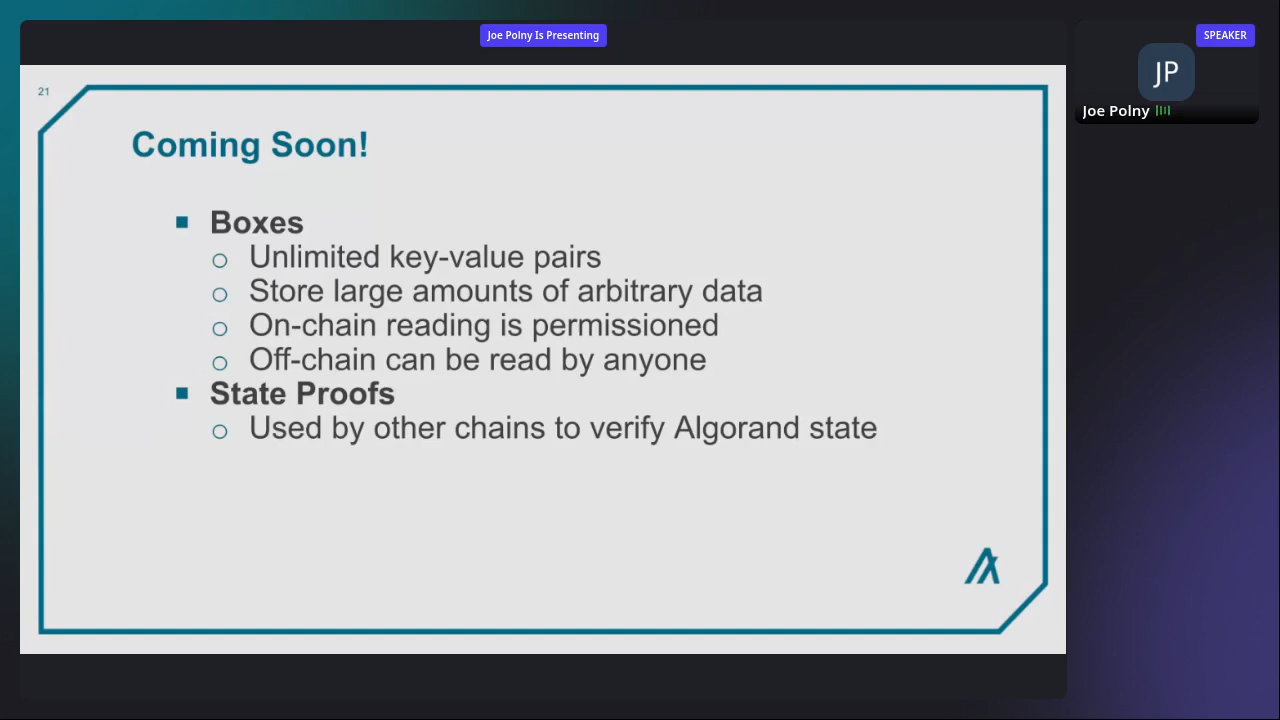 Joe Polny Is Presenting
SPEAKER
JP
Joe Polny
21
Coming Soon!
Boxes
Unlimited key-value pairs
Store large amounts of arbitrary data
On-chain reading is permissioned
Off-chain can be read by anyone
State Proofs
Used by other chains to verify Algorand state